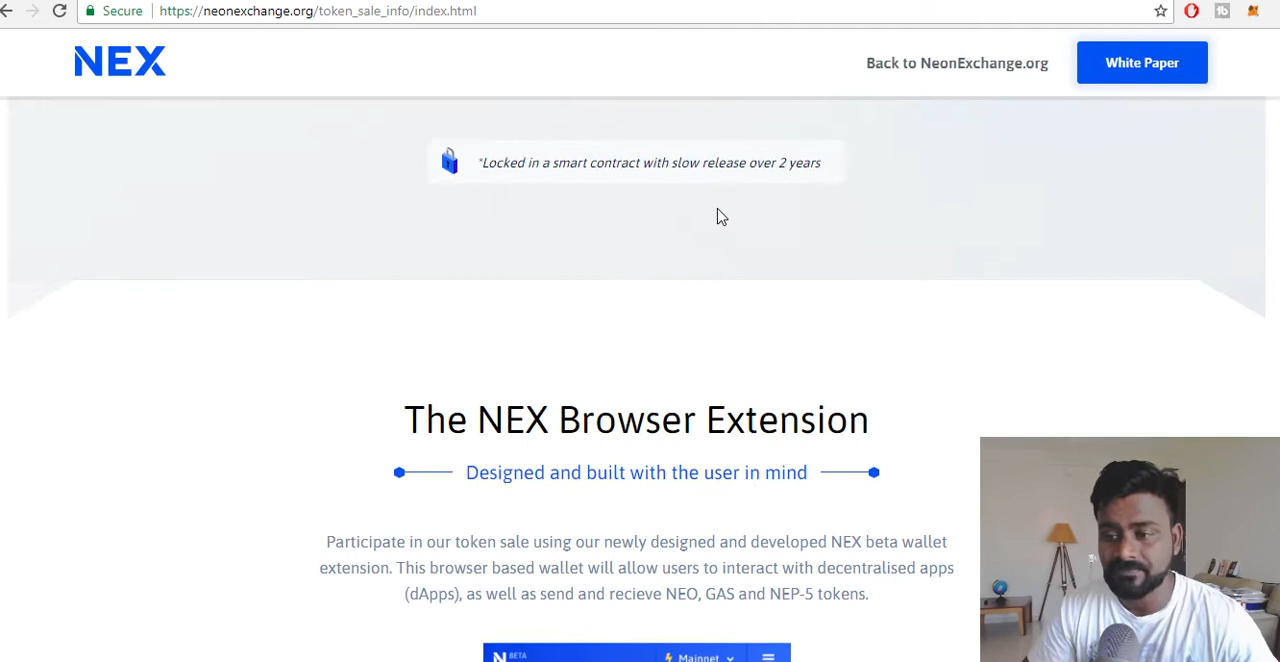 Secure
https://neonexchange.org/token_sale_info/index.html
NEX
Back to NeonExchange.org
White Paper
*Locked in a smart contract with slow release over 2 years
The NEX Browser Extension
Designed and built with the user in mind
Participate in our token sale using our newly designed and developed NEX beta wallet
extension. This browser based wallet will allow users to interact with decentralised apps
(dApps), as well as send and recieve NEO, GAS and NEP-5 tokens.
N BETA
Mainnet